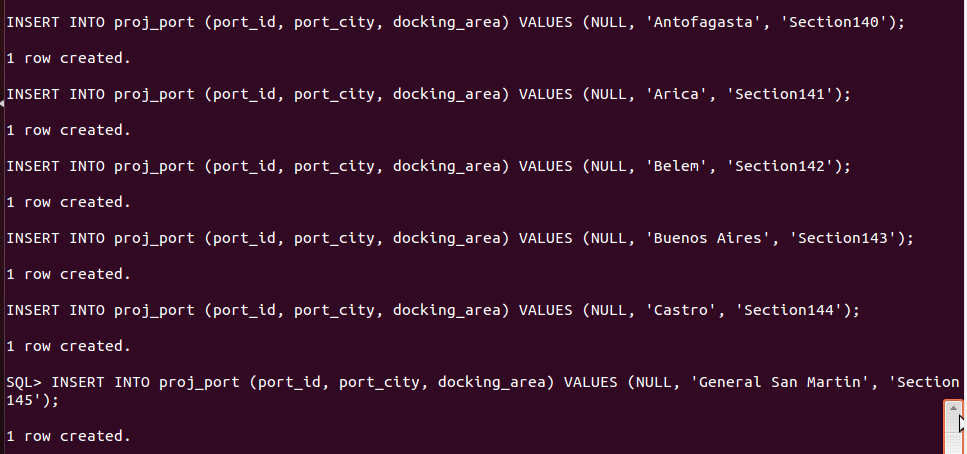 INSERT INTO proj_port (port_id, port_city, docking_area) VALUES (NULL, 'Antofagasta', 'Section140');
1 row created.
INSERT INTO proj_port (port_id, port_city, docking_area) VALUES (NULL, 'Arica', 'Section141');
1 row created.
INSERT INTO proj_port (port_id, port_city, docking_area) VALUES (NULL, 'Belem', 'Section142');
1 row created.
INSERT INTO proj_port (port_id, port_city, docking_area) VALUES (NULL, 'Buenos Aires', 'Section143');
1 row created.
INSERT INTO proj_port (port_id, port_city, docking_area) VALUES (NULL, 'Castro', 'Section144');
1 row created.
SQL> INSERT INTO proj_port (port_id, port_city, docking_area) VALUES (NULL, 'General San Martin', 'Section
145');
1 row created.